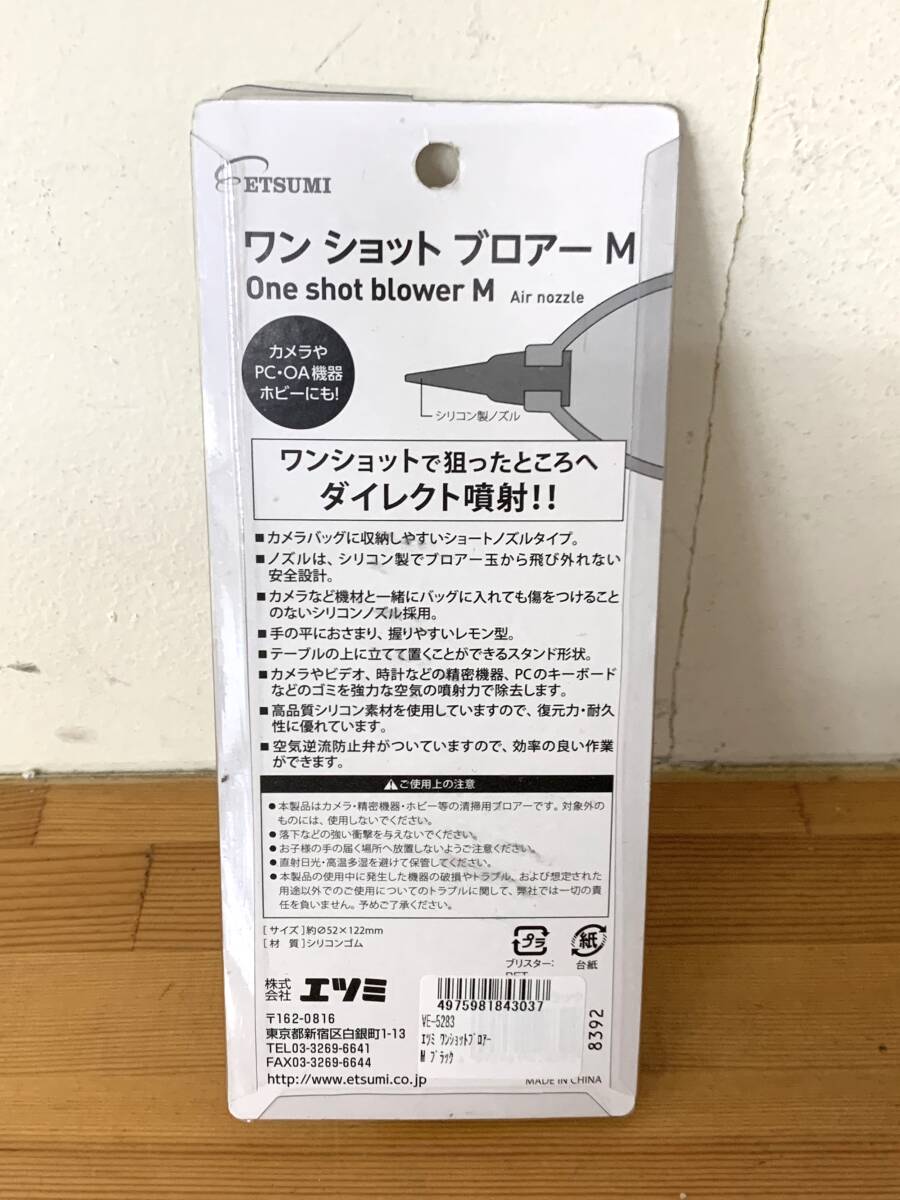 ETSUMI
ワン ショット ブロアー M
One shot blower M Air nozzle
カメラや
PC・OA機器
ホビーにも!
シリコン製ノズル
ワンショットで狙ったところへ
ダイレクト噴射!!
■カメラバッグに収納しやすいショートノズルタイプ。
■ノズルは、シリコン製でブロアー玉から飛び外れない
安全設計。
■カメラなど機材と一緒にバッグに入れても傷をつけること
のないシリコンノズル採用。
■手の平におさまり、握りやすいレモン型。
■テーブルの上に立てて置くことができるスタンド形状。
■カメラやビデオ、時計などの精密機器、PCのキーボード
などのゴミを強力な空気の噴射力で除去します。
■高品質シリコン素材を使用していますので、復元力・耐久
性に優れています。
■空気逆流防止弁がついていますので、効率の良い作業
ができます。
ご使用上の注意
●本製品はカメラ・精密機器・ホビー等の清掃用ブロアーです。対象外の
ものには、使用しないでください。
●落下などの強い衝撃を与えないでください。
●お子様の手の届く場所へ放置しないようご注意ください。
●直射日光・高温多湿を避けて保管してください。
●本製品の使用中に発生した機器の破損やトラブル、および想定された
用途以外でのご使用についてのトラブルに関して、弊社では一切の責
任を負いません。予めご了承ください。
[サイズ]約∅52×122mm
[材 質]シリコンゴム
プラ
ブリスター:
紙
台紙
株式
会社 エツミ
〒162-0816
東京都新宿区白銀町1-13
TEL03-3269-6641
FAX03-3269-6644
http://www.etsumi.co.jp
4975981843037
VE-5283
エツミ ワンショットブロアー
M ブラック
8392
MADE IN CHINA